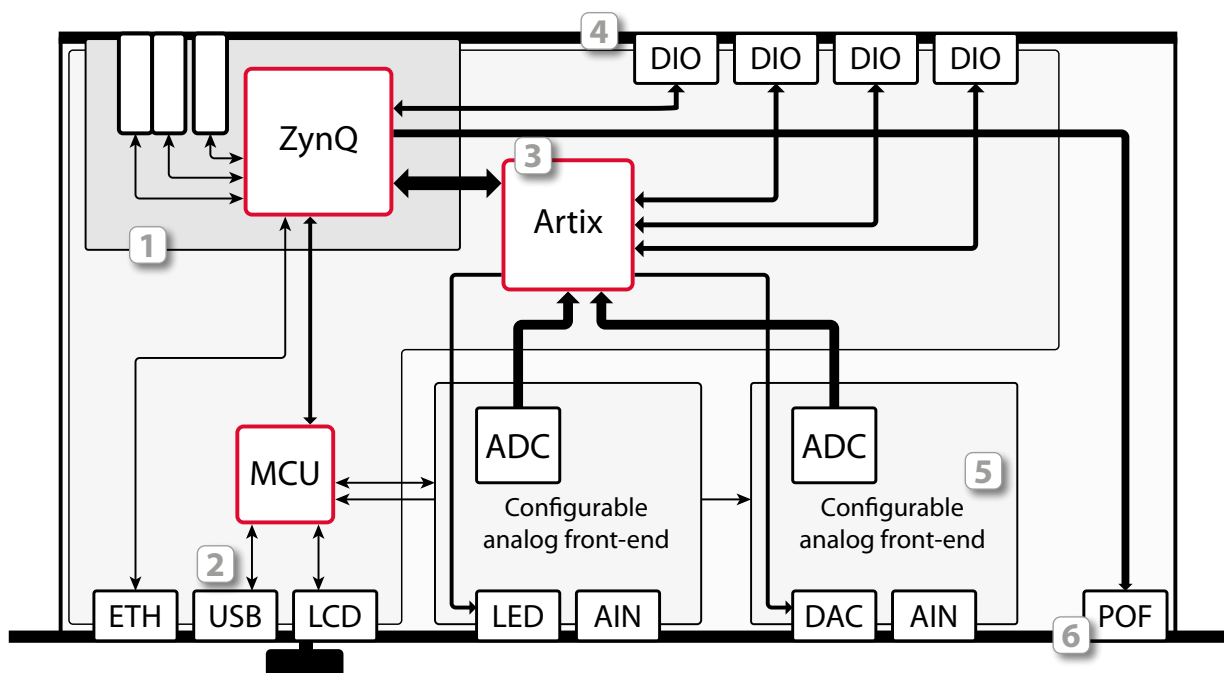 4
DIO
DIO
DIO
DIO
ZynQ
3
Artix
1
MCU
ADC
ADC
5
Configurable
analog front-end
Configurable
analog front-end
2
ETH
USB
LCD
LED
AIN
DAC
AIN
POF
6